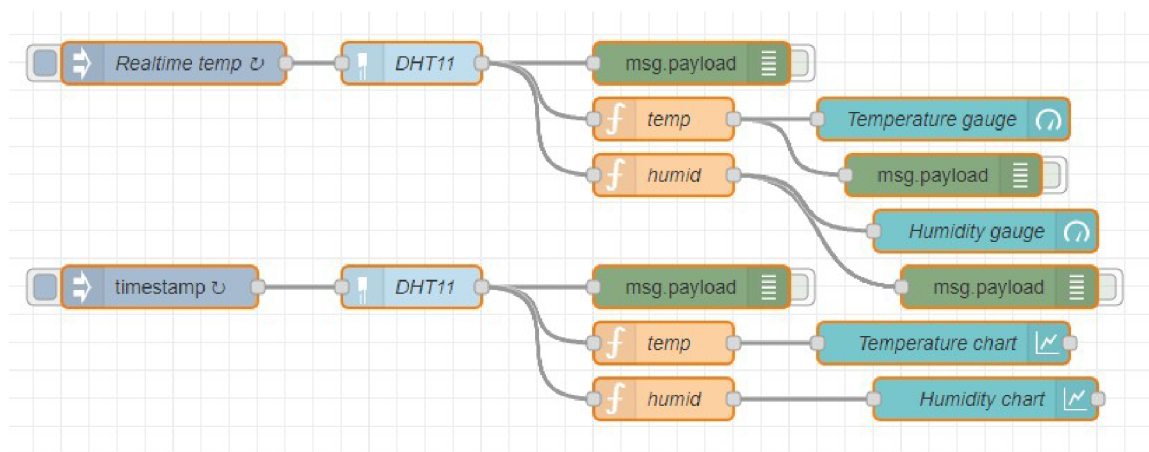 Realtime temp ↻ DHT11 msg.payload
temp Temperature gauge
humid msg.payload
Humidity gauge
timestamp ↻ DHT11 msg.payload msg.payload
temp Temperature chart
humid Humidity chart